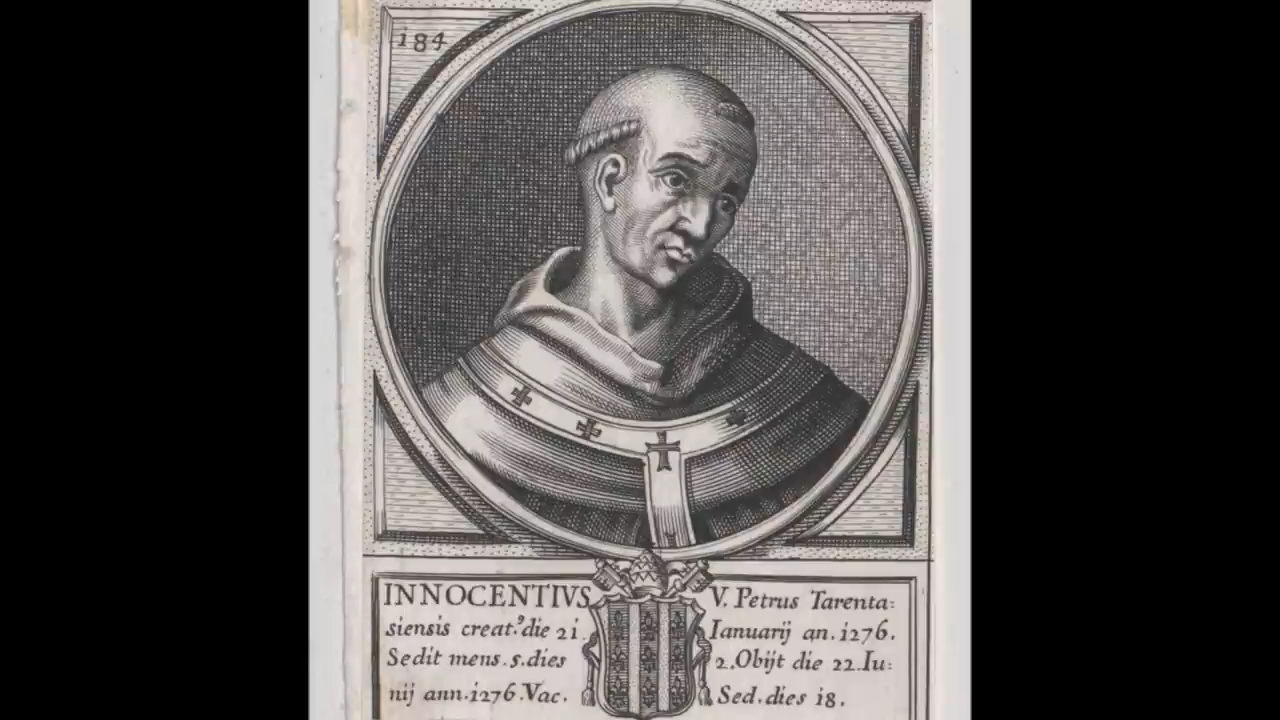 184
INNOCENTIVS V. Petrus Tarenta:
siensis creat.⁹ die 21. Ianuarij an. 1276.
Sedit mens. 5. dies 2. Obijt die 22. Iu:
nij ann. 1276. Vac. Sed. dies 18.